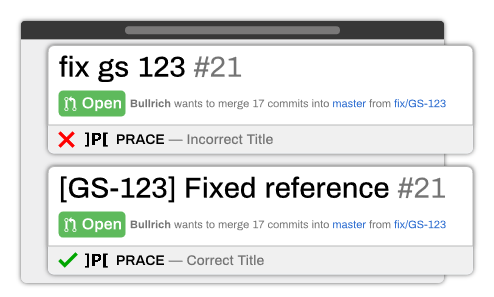 fix gs 123 #21
Open Bullrich wants to merge 17 commits into master from fix/GS-123
]P[ PRACE — Incorrect Title
[GS-123] Fixed reference #21
Open Bullrich wants to merge 17 commits into master from fix/GS-123
]P[ PRACE — Correct Title